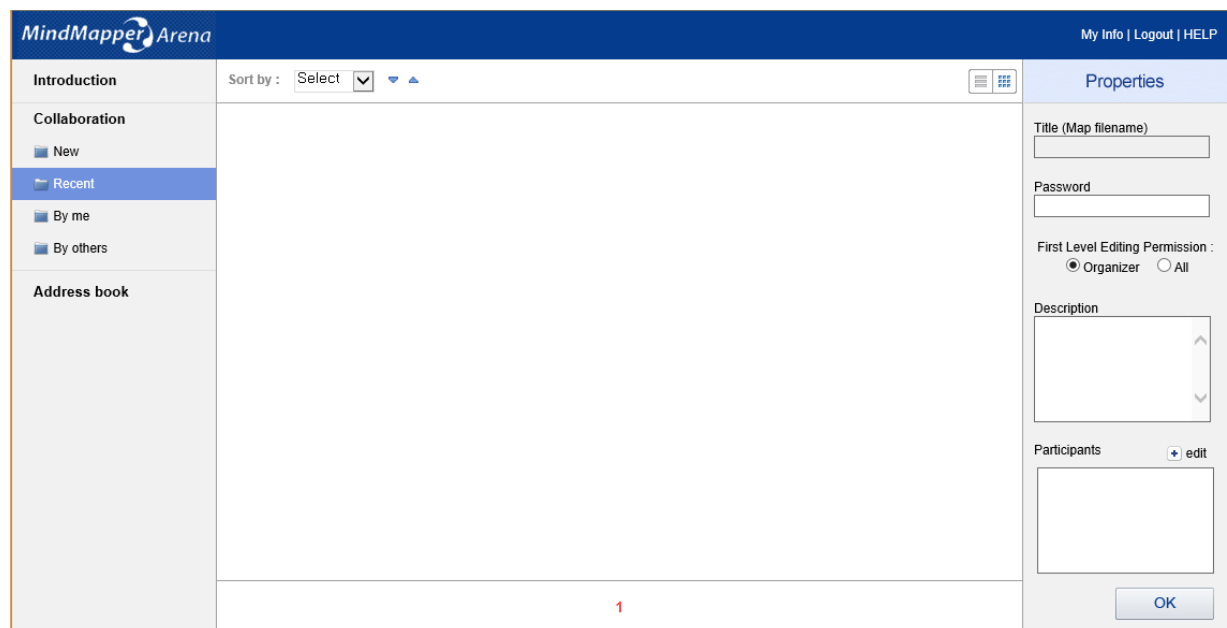 MindMapper Arena
My Info | Logout | HELP
Introduction
Collaboration
New
Recent
By me
By others
Address book
Sort by : Select
1
Properties
Title (Map filename)
Password
First Level Editing Permission :
Organizer All
Description
Participants + edit
OK